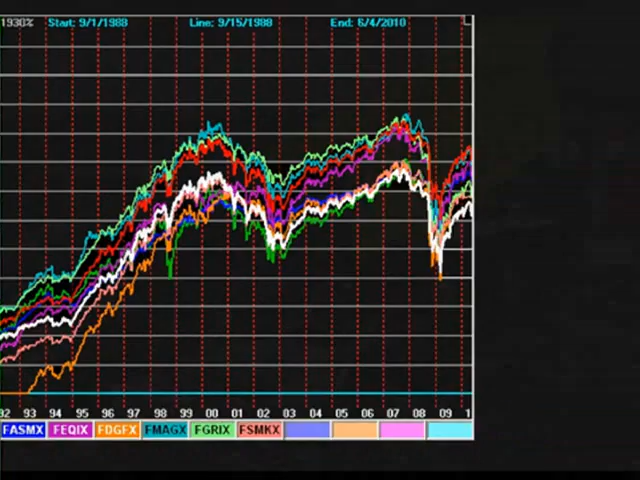 1930% Start: 9/1/1988 Line: 9/15/1988 End: 6/4/2010
92 93 94 95 96 97 98 99 00 01 02 03 04 05 06 07 08 09 1
FASMX FEQIX FDGFX FMAGX FGRIX FSMKX